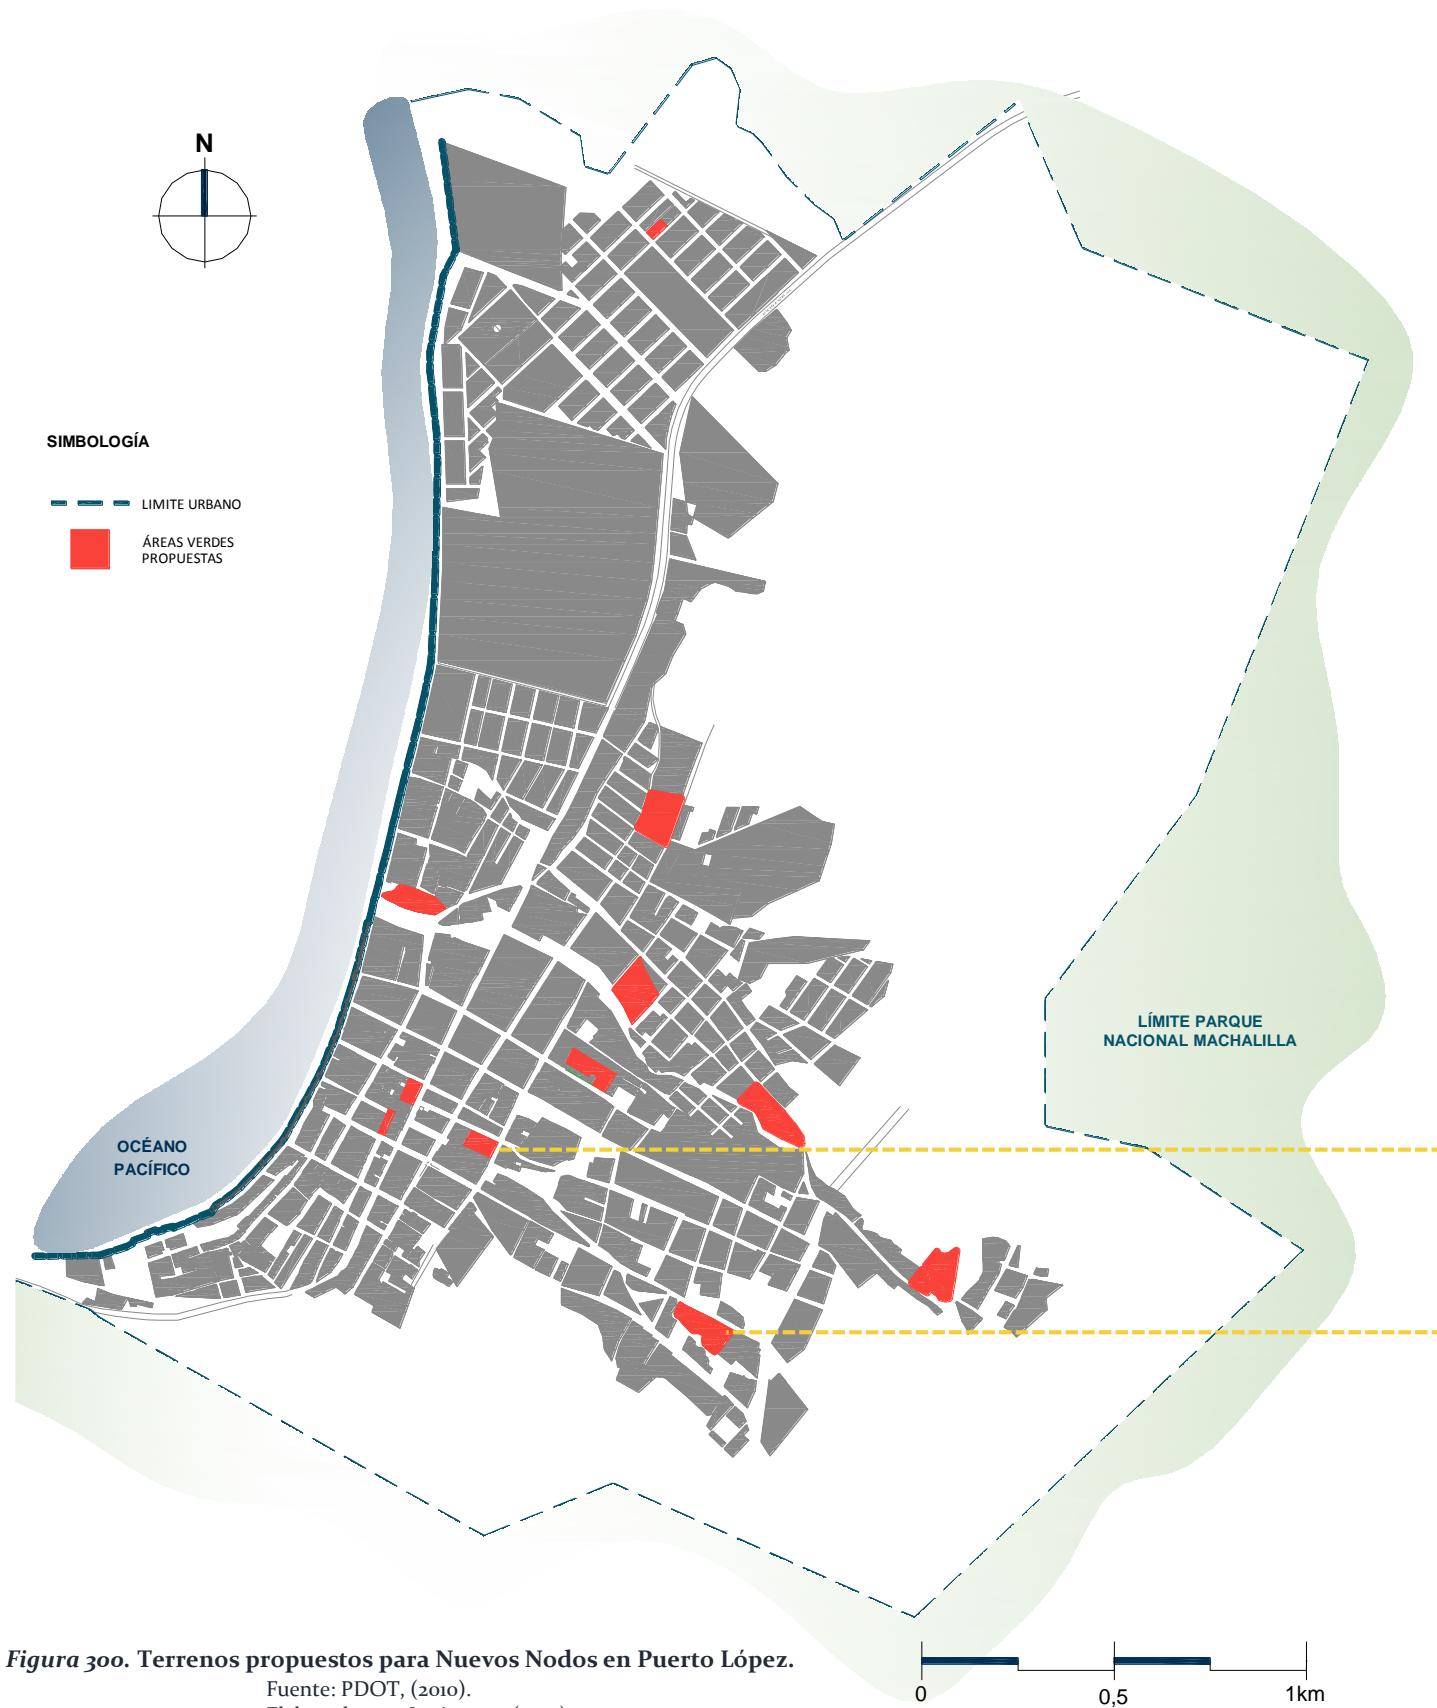 N
SIMBOLOGÍA
LIMITE URBANO
ÁREAS VERDES
PROPUESTAS
LÍMITE PARQUE
NACIONAL MACHALILLA
OCÉANO
PACÍFICO
Figura 300. Terrenos propuestos para Nuevos Nodos en Puerto López.
Fuente: PDOT, (2010).
0
0,5
1km